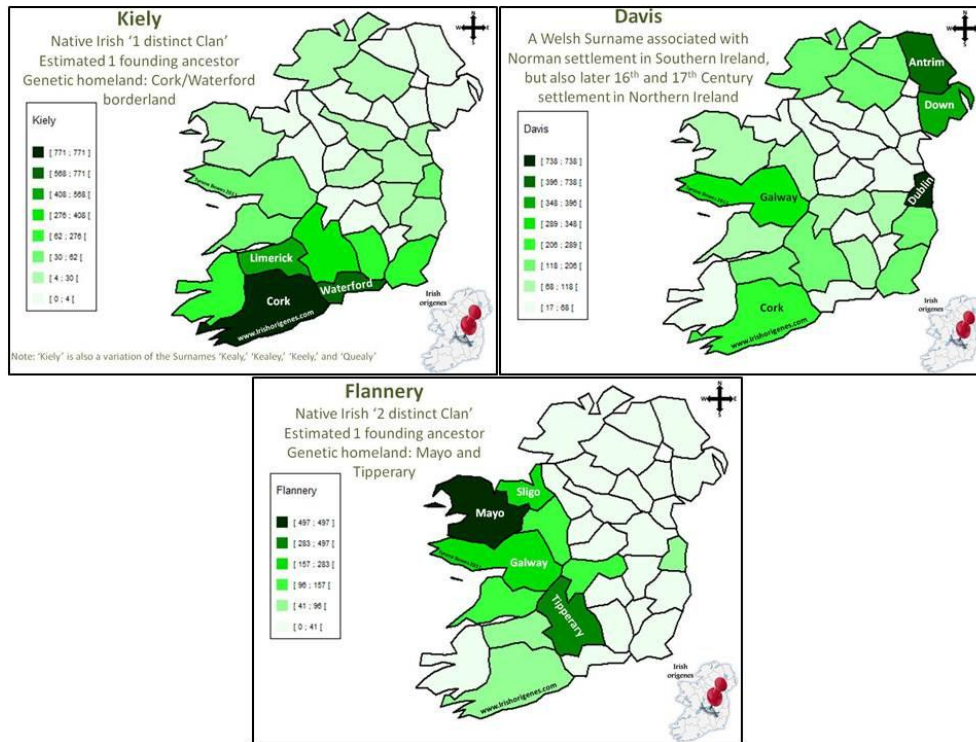 Kiely
Native Irish '1 distinct Clan'
Estimated 1 founding ancestor
Genetic homeland: Cork/Waterford
borderland
Kiely
[ 771 ; 771 ]
[ 568 ; 771 [
[ 408 ; 568 [
[ 276 ; 408 [
[ 62 ; 276 [
[ 30 ; 62 [
[ 4 ; 30 [
[ 0 ; 4 [
N
W E
S
Limerick
Waterford
Cork
www.Irishorigenes.com
Irish
origenes
Note: 'Kiely' is also a variation of the Surnames 'Kealy,' 'Kealey,' 'Keely,' and 'Quealy'
Davis
A Welsh Surname associated with
Norman settlement in Southern Ireland,
but also later 16th and 17th Century
settlement in Northern Ireland
Davis
[ 738 ; 738 ]
[ 396 ; 738 [
[ 348 ; 396 [
[ 289 ; 348 [
[ 206 ; 289 [
[ 118 ; 206 [
[ 68 ; 118 [
[ 17 ; 68 [
N
W E
S
Antrim
Down
Dublin
Galway
Cork
www.Irishorigenes.com
Irish
origenes
Flannery
Native Irish '2 distinct Clan'
Estimated 1 founding ancestor
Genetic homeland: Mayo and
Tipperary
Flannery
[ 497 ; 497 [
[ 283 ; 497 [
[ 157 ; 283 [
[ 96 ; 157 [
[ 41 ; 96 [
[ 0 ; 41 [
N
W E
S
Sligo
Mayo
Galway
Tipperary
www.Irishorigenes.com
Irish
origenes